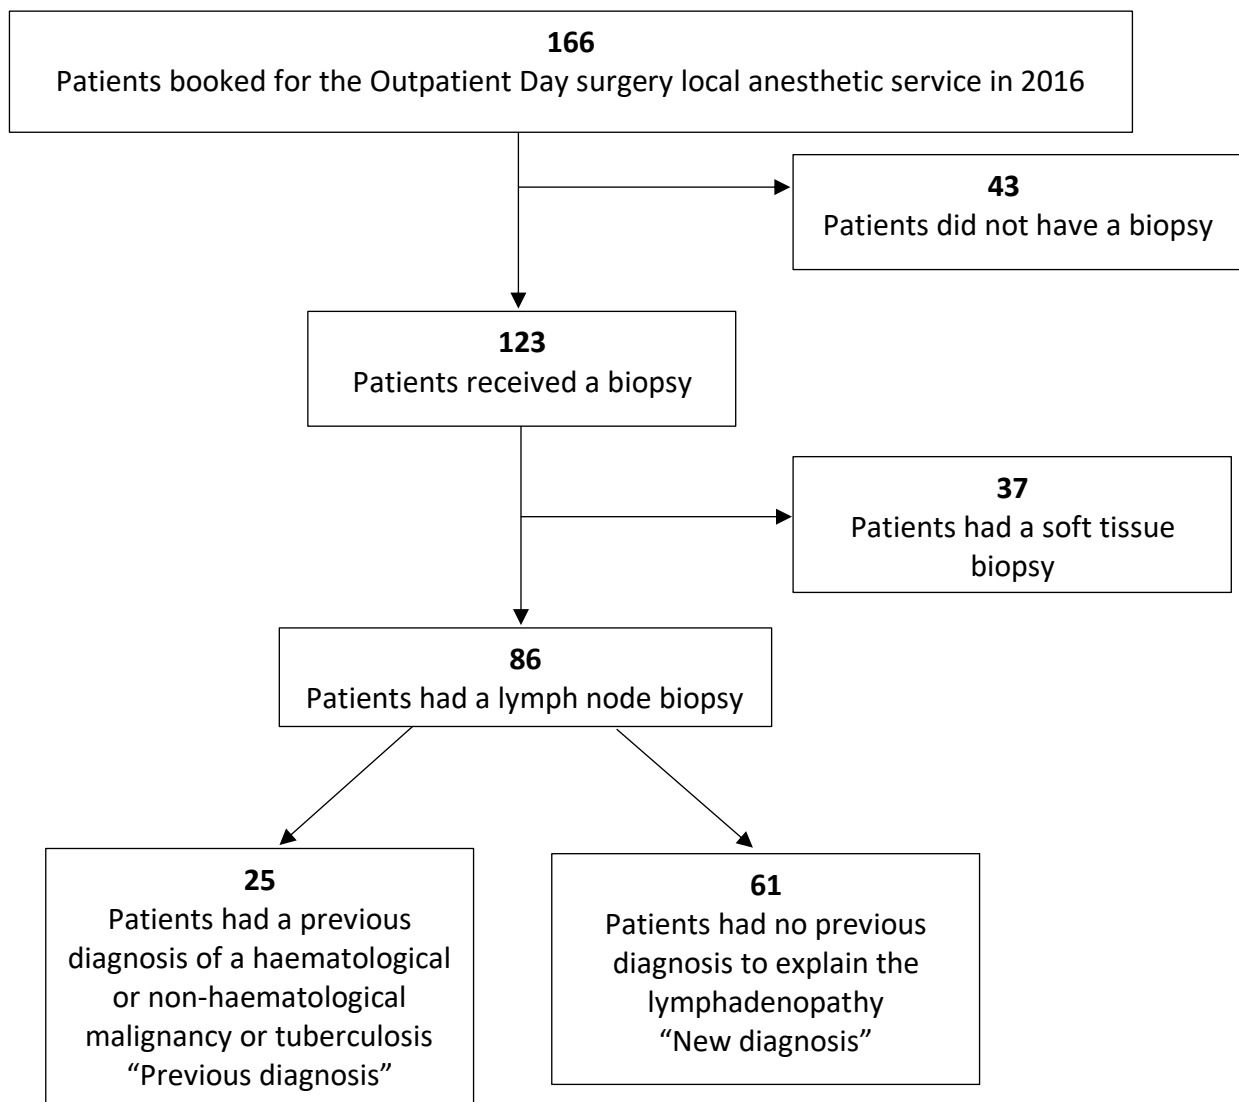 166
Patients booked for the Outpatient Day surgery local anesthetic service in 2016
43
Patients did not have a biopsy
123
Patients received a biopsy
37
Patients had a soft tissue
biopsy
86
Patients had a lymph node biopsy
25
Patients had a previous
diagnosis of a haematological
or non-haematological
malignancy or tuberculosis
“Previous diagnosis”
61
Patients had no previous
diagnosis to explain the
lymphadenopathy
“New diagnosis”